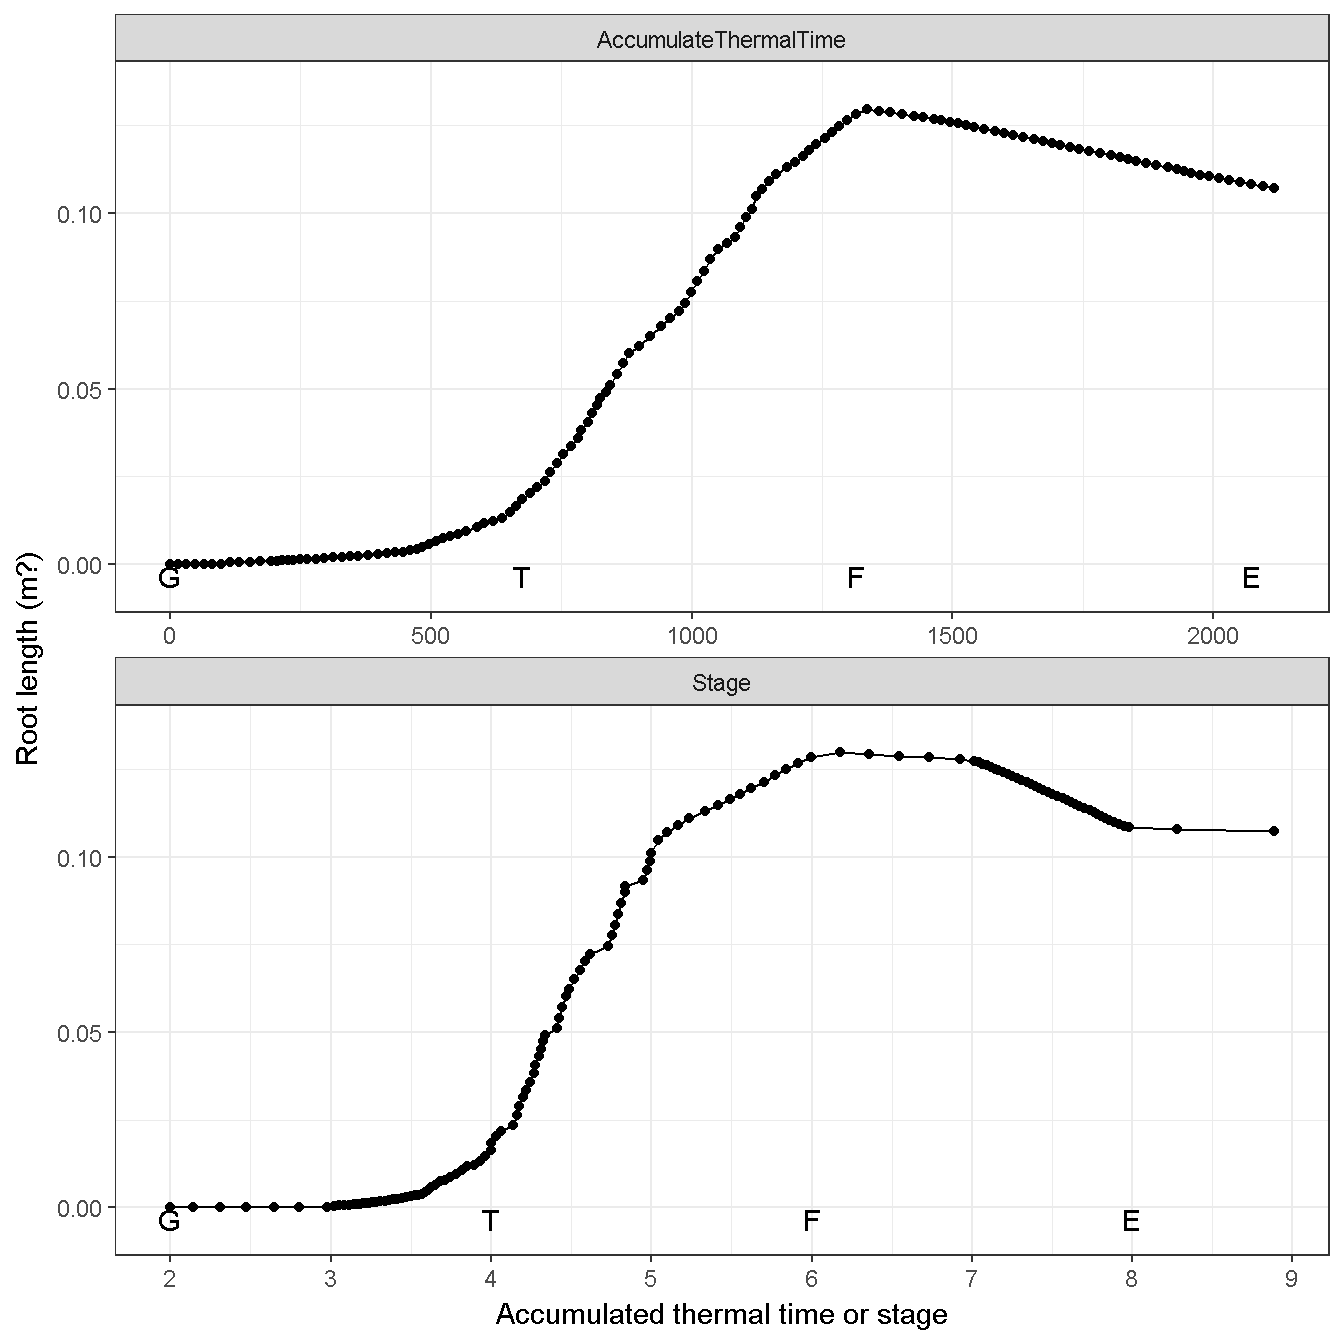 AccumulateThermalTime
0.10
0.05
0.00
G T F E
0 500 1000 1500 2000
Root length (m?)
Stage
0.10
0.05
0.00
G T F E
2 3 4 5 6 7 8 9
Accumulated thermal time or stage